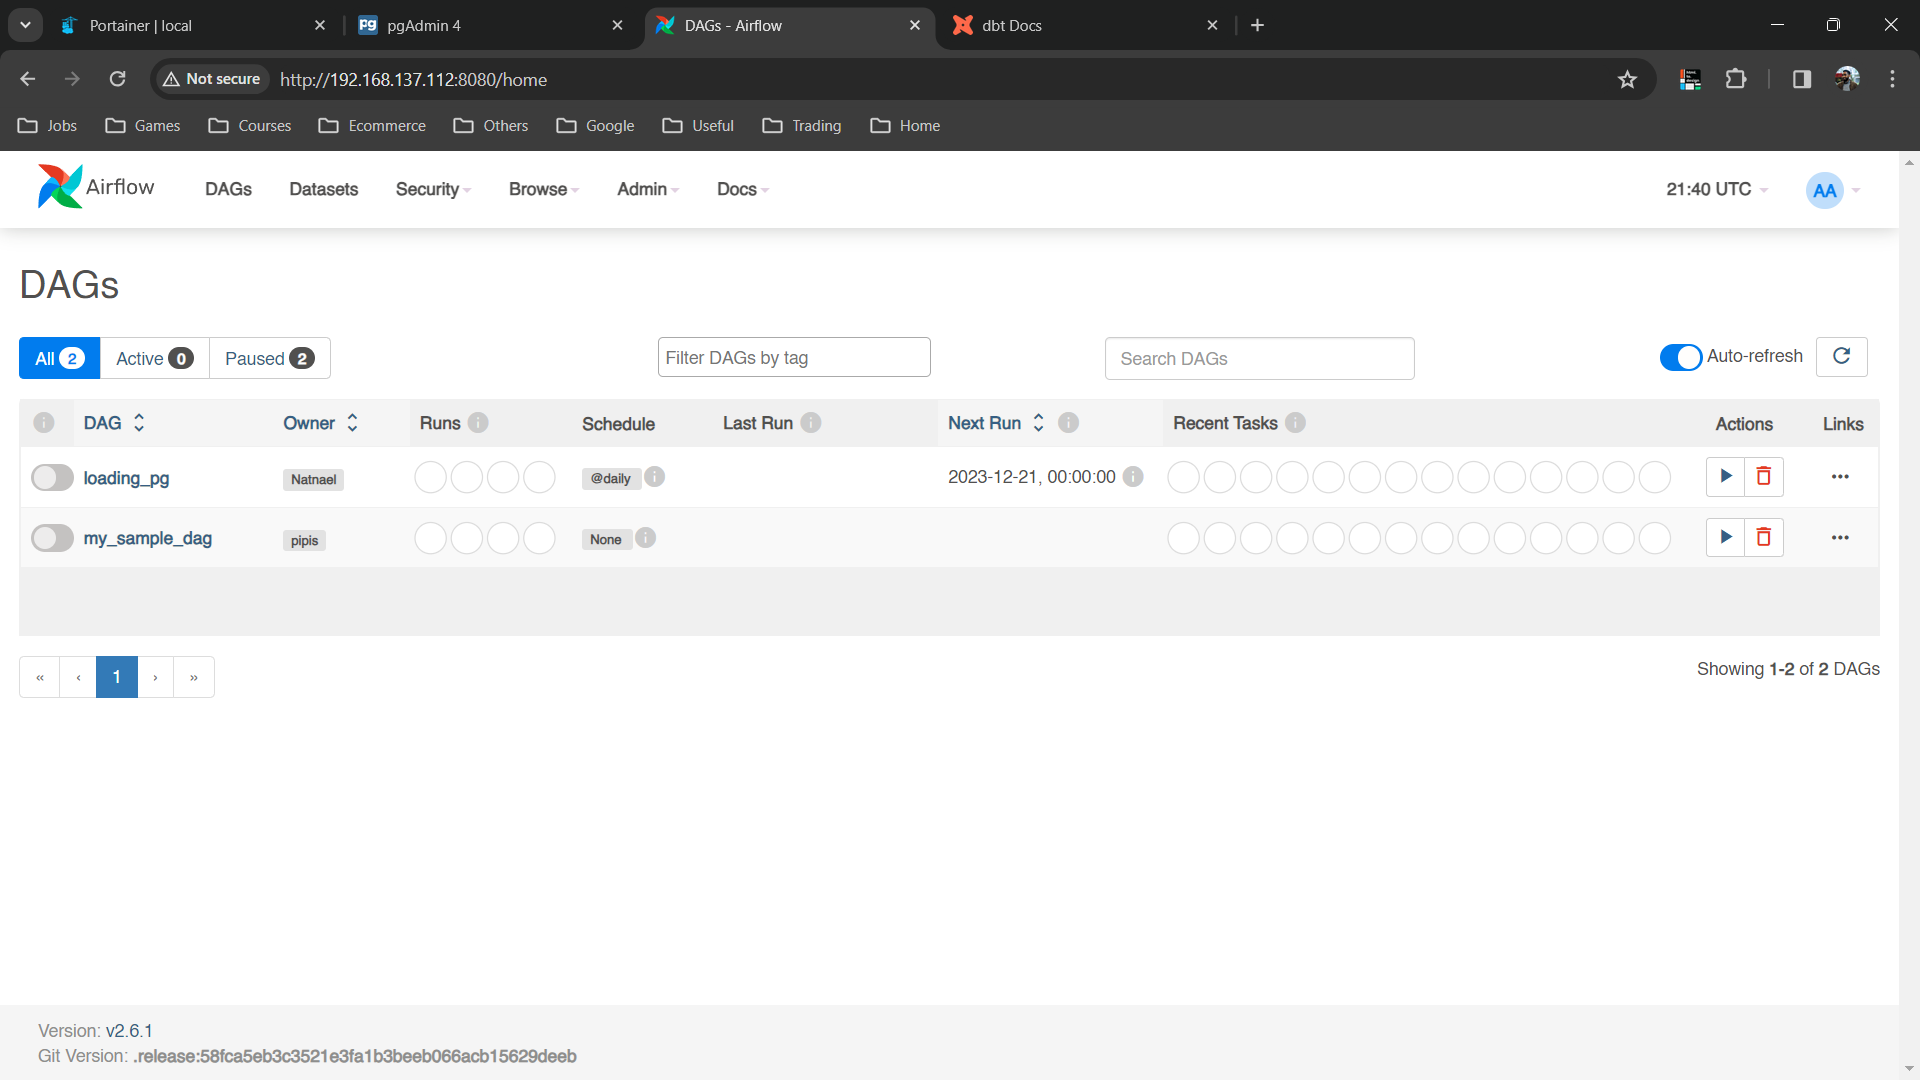 Portainer | local
pgAdmin 4
DAGs - Airflow
dbt Docs
Not secure
http://192.168.137.112:8080/home
Jobs
Games
Courses
Ecommerce
Others
Google
Useful
Trading
Home
Airflow
DAGs
Datasets
Security
Browse
Admin
Docs
21:40 UTC
AA
DAGs
All 2
Active 0
Paused 2
Filter DAGs by tag
Search DAGs
Auto-refresh
DAG
Owner
Runs
Schedule
Last Run
Next Run
Recent Tasks
Actions
Links
loading_pg
Natnael
@daily
2023-12-21, 00:00:00
my_sample_dag
pipis
None
« ‹ 1 › »
Showing 1-2 of 2 DAGs
Version: v2.6.1
Git Version: .release:58fca5eb3c3521e3fa1b3beeb066acb15629deeb